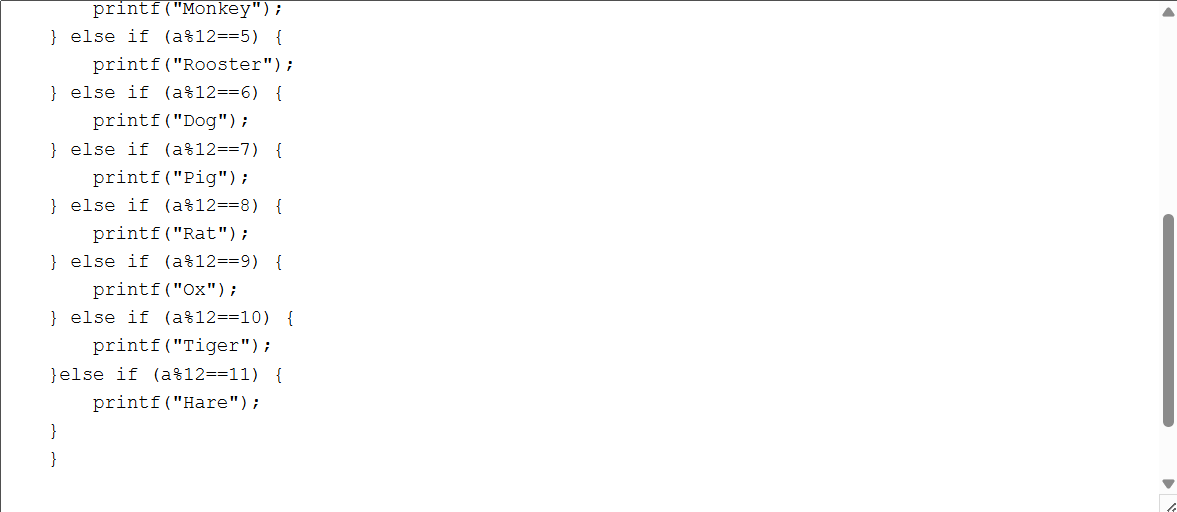 printf("Monkey");
} else if (a%12==5) {
printf("Rooster");
} else if (a%12==6) {
printf("Dog");
} else if (a%12==7) {
printf("Pig");
} else if (a%12==8) {
printf("Rat");
} else if (a%12==9) {
printf("Ox");
} else if (a%12==10) {
printf("Tiger");
}else if (a%12==11) {
printf("Hare");
}
}